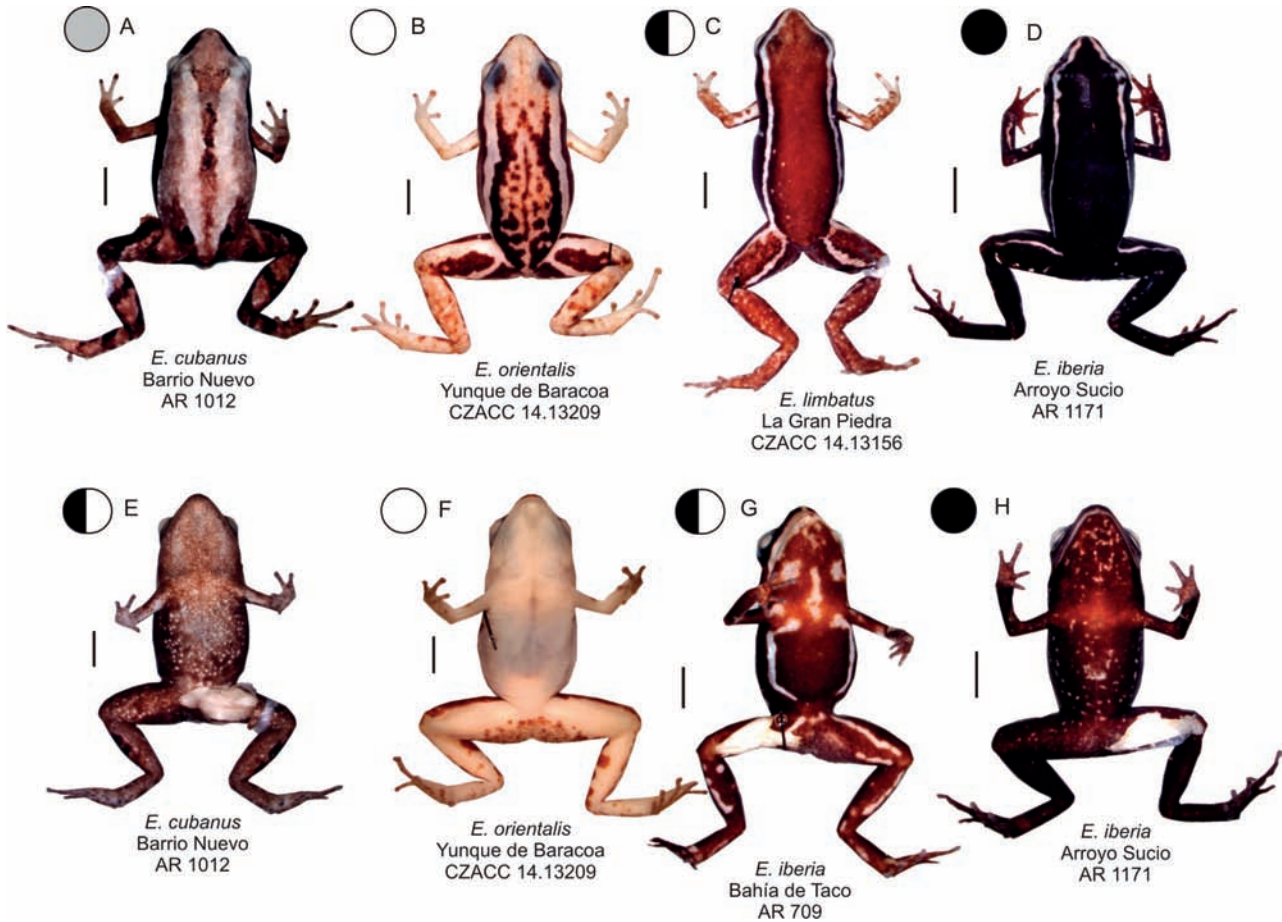 A
B
C
D
E. cubanus
Barrio Nuevo
AR 1012
E. orientalis
Yunque de Baracoa
CZACC 14.13209
E. limbatus
La Gran Piedra
CZACC 14.13156
E. iberia
Arroyo Sucio
AR 1171
E
F
G
H
E. cubanus
Barrio Nuevo
AR 1012
E. orientalis
Yunque de Baracoa
CZACC 14.13209
E. iberia
Bahía de Taco
AR 709
E. iberia
Arroyo Sucio
AR 1171